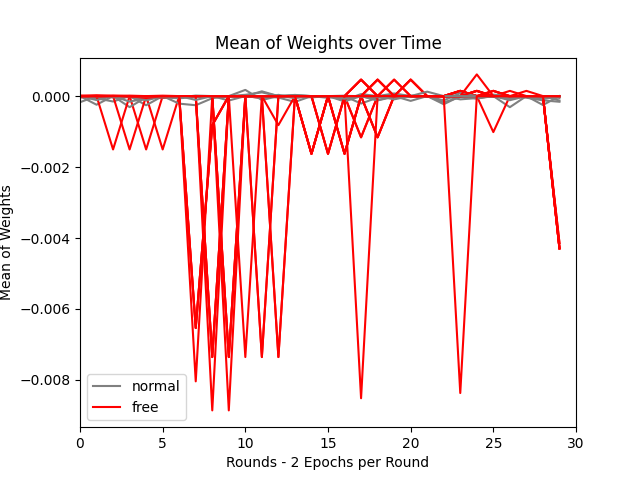 Mean of Weights over Time
Mean of Weights
0.000
−0.002
−0.004
−0.006
−0.008
normal
free
0 5 10 15 20 25 30
Rounds - 2 Epochs per Round